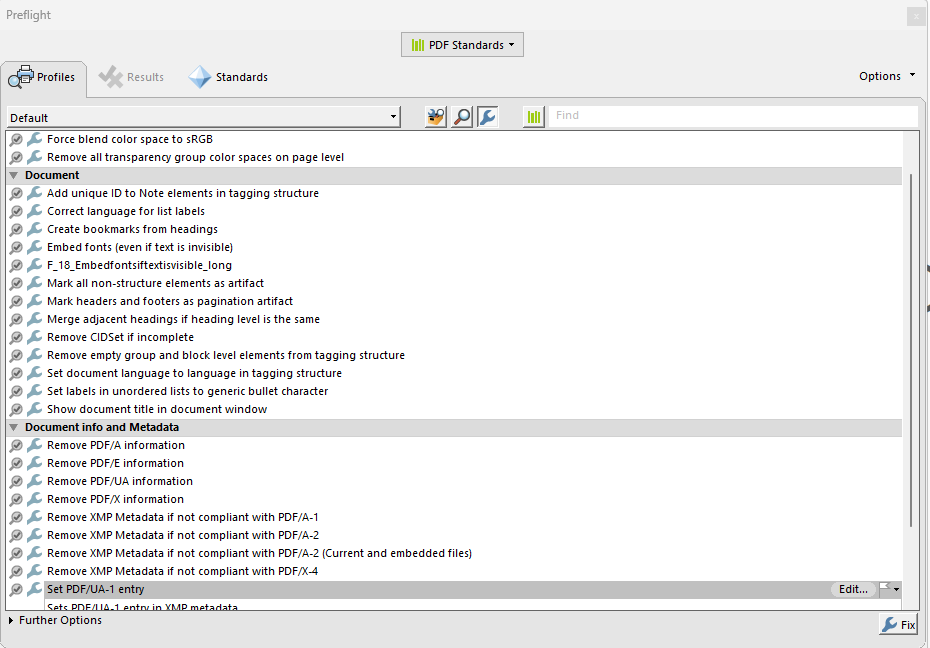 Preflight
PDF Standards
Profiles
Results
Standards
Options
Default
Find
Force blend color space to sRGB
Remove all transparency group color spaces on page level
Document
Add unique ID to Note elements in tagging structure
Correct language for list labels
Create bookmarks from headings
Embed fonts (even if text is invisible)
F_18_Embedfontsiftextisvisible_long
Mark all non-structure elements as artifact
Mark headers and footers as pagination artifact
Merge adjacent headings if heading level is the same
Remove CIDSet if incomplete
Remove empty group and block level elements from tagging structure
Set document language to language in tagging structure
Set labels in unordered lists to generic bullet character
Show document title in document window
Document info and Metadata
Remove PDF/A information
Remove PDF/E information
Remove PDF/UA information
Remove PDF/X information
Remove XMP Metadata if not compliant with PDF/A-1
Remove XMP Metadata if not compliant with PDF/A-2
Remove XMP Metadata if not compliant with PDF/A-2 (Current and embedded files)
Remove XMP Metadata if not compliant with PDF/X-4
Set PDF/UA-1 entry Edit...
Sets PDF/UA-1 entry in XMP metadata
Further Options
Fix